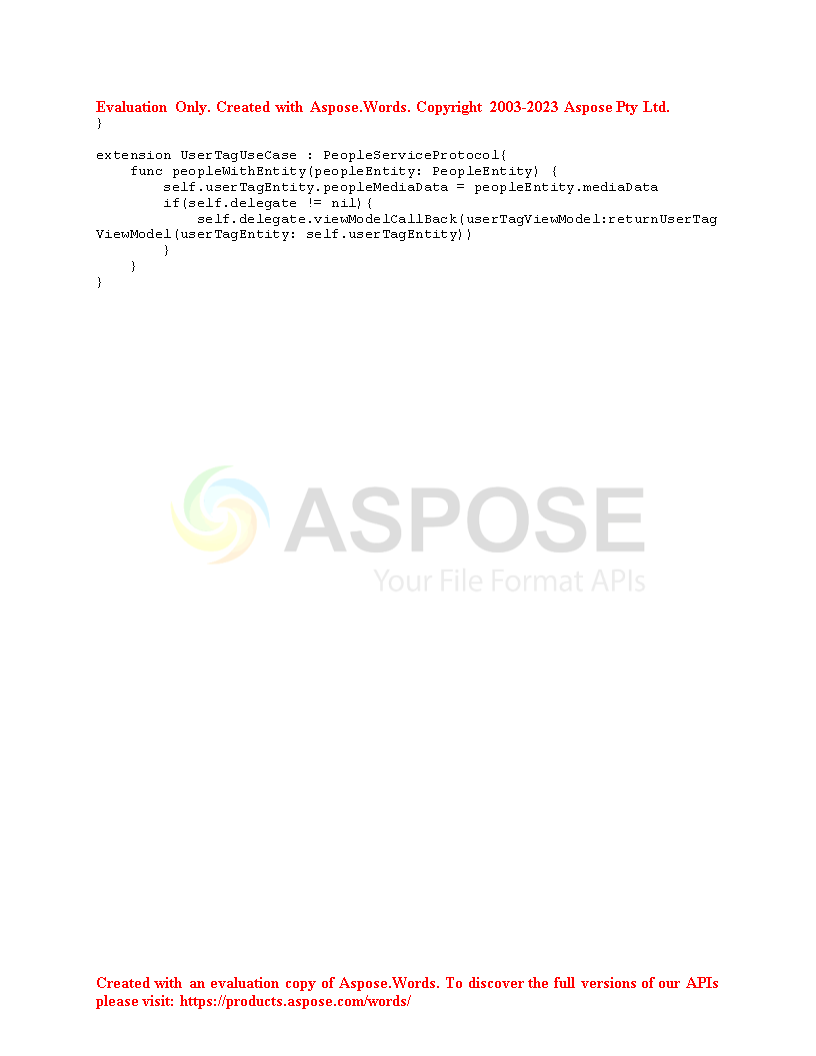 Evaluation Only. Created with Aspose.Words. Copyright 2003-2023 Aspose Pty Ltd.
}

extension UserTagUseCase : PeopleServiceProtocol{
    func peopleWithEntity(peopleEntity: PeopleEntity) {
        self.userTagEntity.peopleMediaData = peopleEntity.mediaData
        if(self.delegate != nil){
            self.delegate.viewModelCallBack(userTagViewModel:returnUserTag
ViewModel(userTagEntity: self.userTagEntity))
        }
    }
}
ASPOSE
Your File Format APIs
Created with an evaluation copy of Aspose.Words. To discover the full versions of our APIs
please visit: https://products.aspose.com/words/